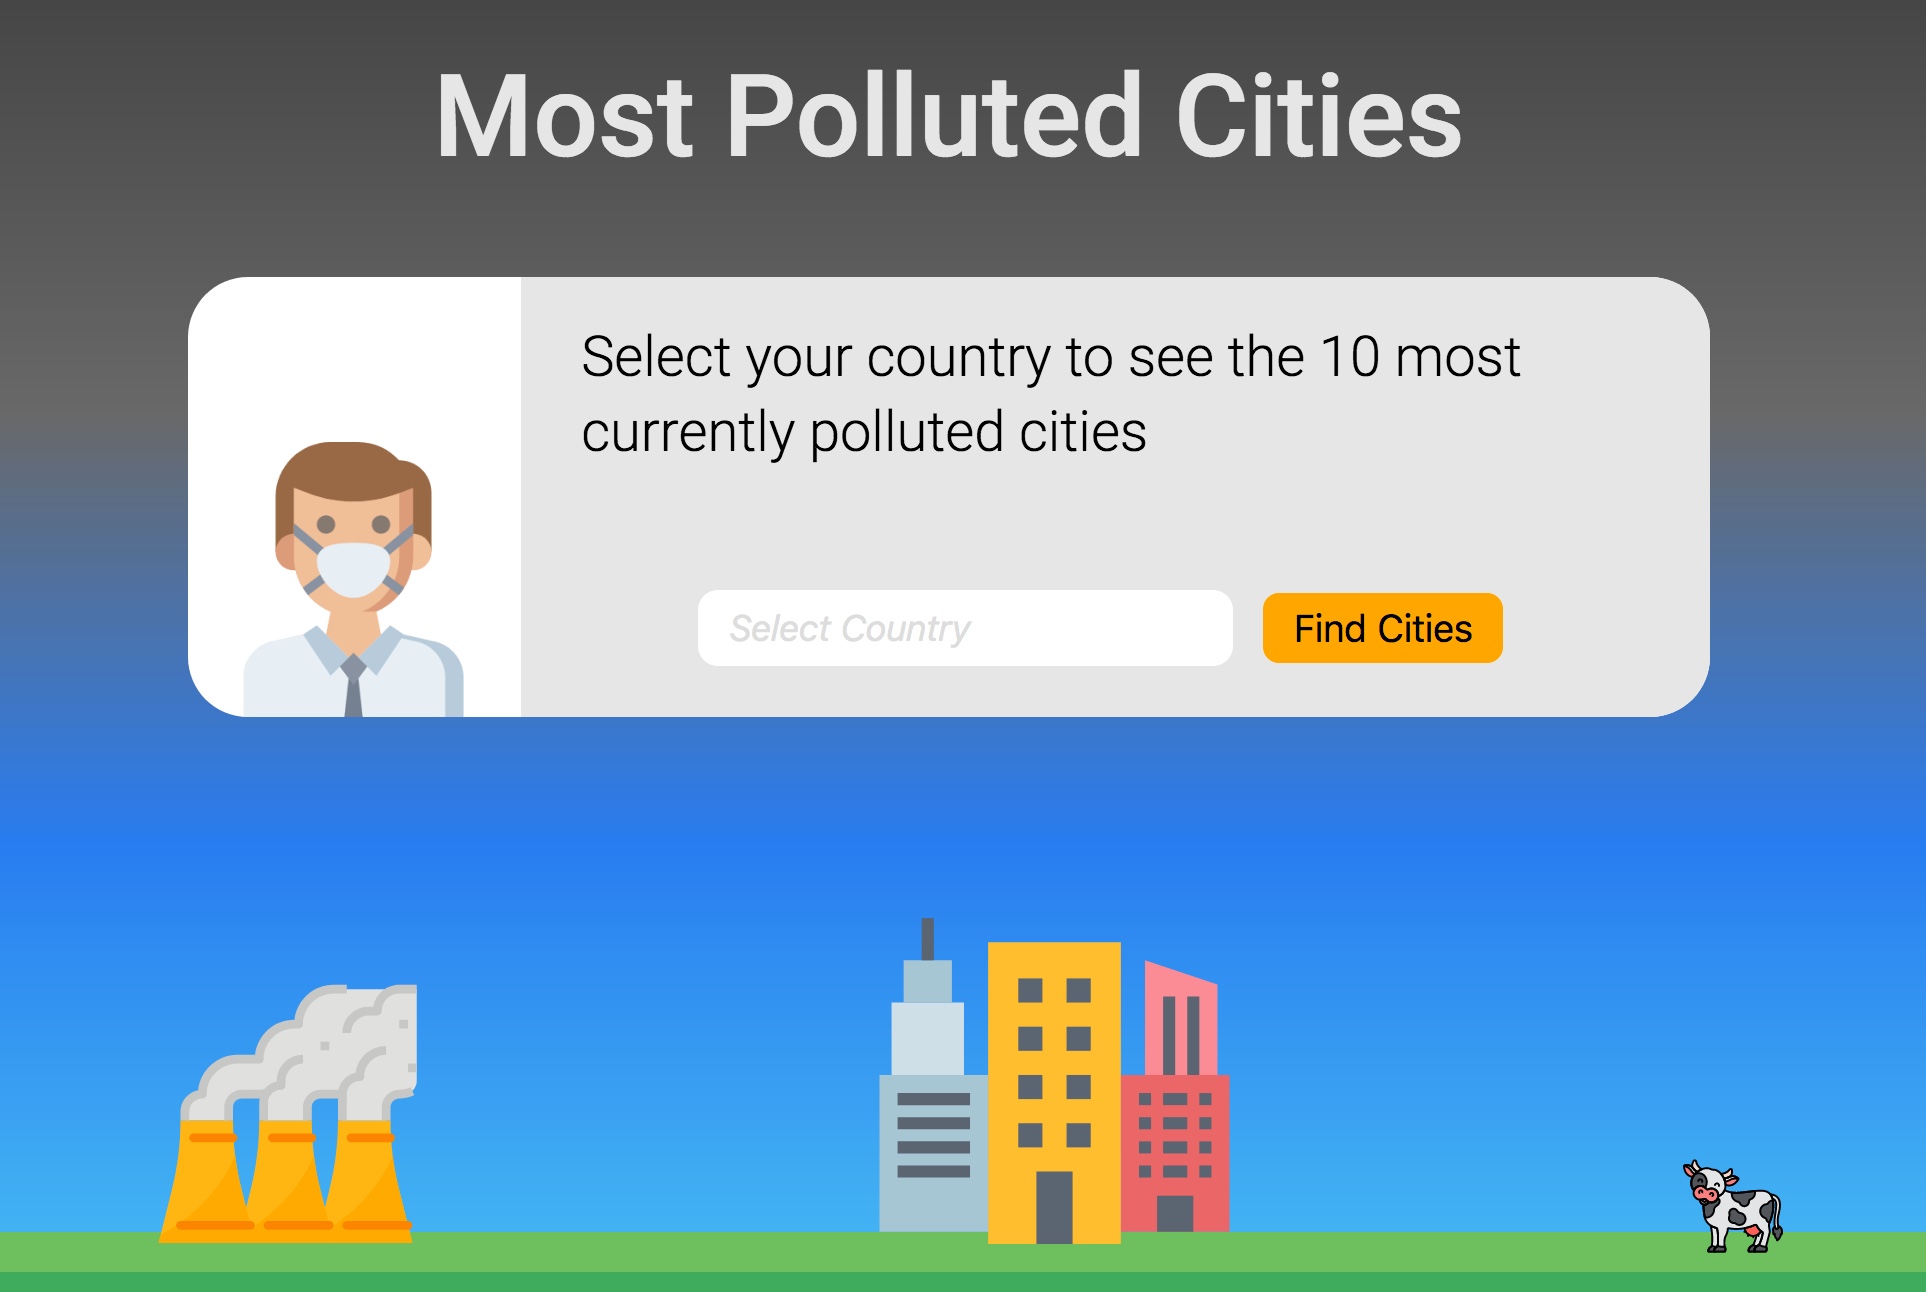 Most Polluted Cities
Select your country to see the 10 most
currently polluted cities
Select Country
Find Cities